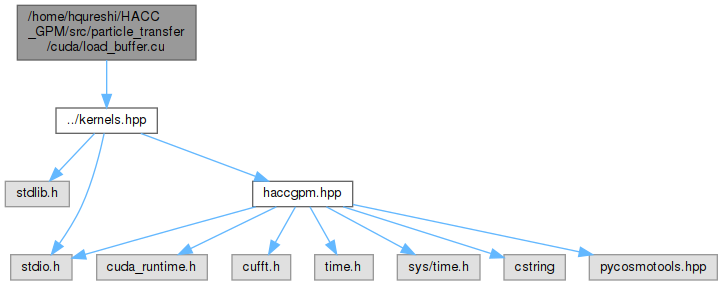 /home/hqureshi/HACC
_GPM/src/particle_transfer
/cuda/load_buffer.cu
../kernels.hpp
stdlib.h
haccgpm.hpp
stdio.h
cuda_runtime.h
cufft.h
time.h
sys/time.h
cstring
pycosmotools.hpp